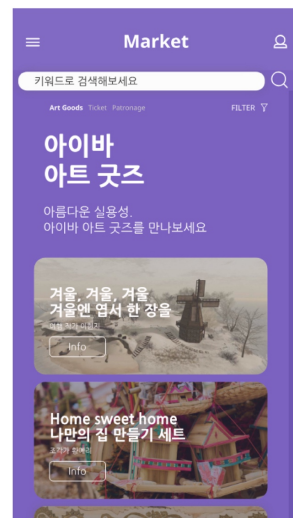 Market
키워드로 검색해보세요
Art Goods Ticket Patronage FILTER
아이바
아트 굿즈
아름다운 실용성.
아이바 아트 굿즈를 만나보세요
겨울, 겨울, 겨울
겨울엔 엽서 한 장을
Info
Home sweet home
나만의 집 만들기 세트
Info